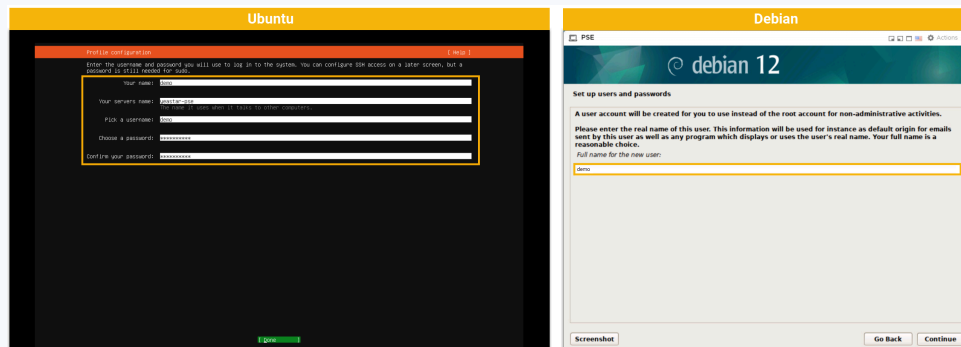 Ubuntu
Profile configuration
[ Help ]
Enter the username and password you will use to log in to the system. You can configure SSH access on a later screen, but a
password is still needed for sudo.
Your name: demo
Your servers name: yeastar-pse
The name it uses when it talks to other computers.
Pick a username: demo
Choose a password: **********
Confirm your password: **********
[ Done ]
Debian
PSE
Actions
debian 12
Set up users and passwords
A user account will be created for you to use instead of the root account for non-administrative activities.
Please enter the real name of this user. This information will be used for instance as default origin for emails
sent by this user as well as any program which displays or uses the user's real name. Your full name is a
reasonable choice.
Full name for the new user:
demo
Screenshot
Go Back
Continue